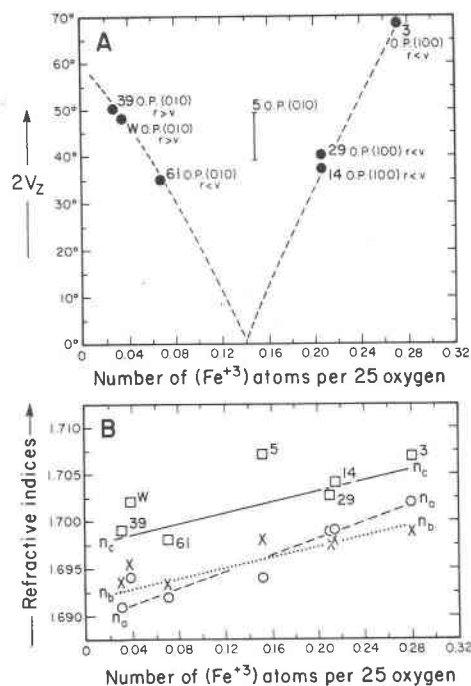 A
70°
60°
50°
40°
30°
20°
10°
0°
2Vz
3
O.P.(100)
r<v
39 O.P.(010)
r>v
W O.P.(010)
r>v
5 O.P.(010)
61 O.P.(010)
r<v
29 O.P.(100) r<v
14 O.P.(100) r<v
0 0.04 0.08 0.12 0.16 0.20 0.24 0.28 0.32
Number of (Fe+3) atoms per 25 oxygen
B
Refractive indices
1.710
1.705
1.700
1.695
1.690
W
39
61
5
14
29
3
nc
nc
na
nb
nb
na
0 0.04 0.08 0.12 0.16 0.20 0.24 0.28 0.32
Number of (Fe+3) atoms per 25 oxygen